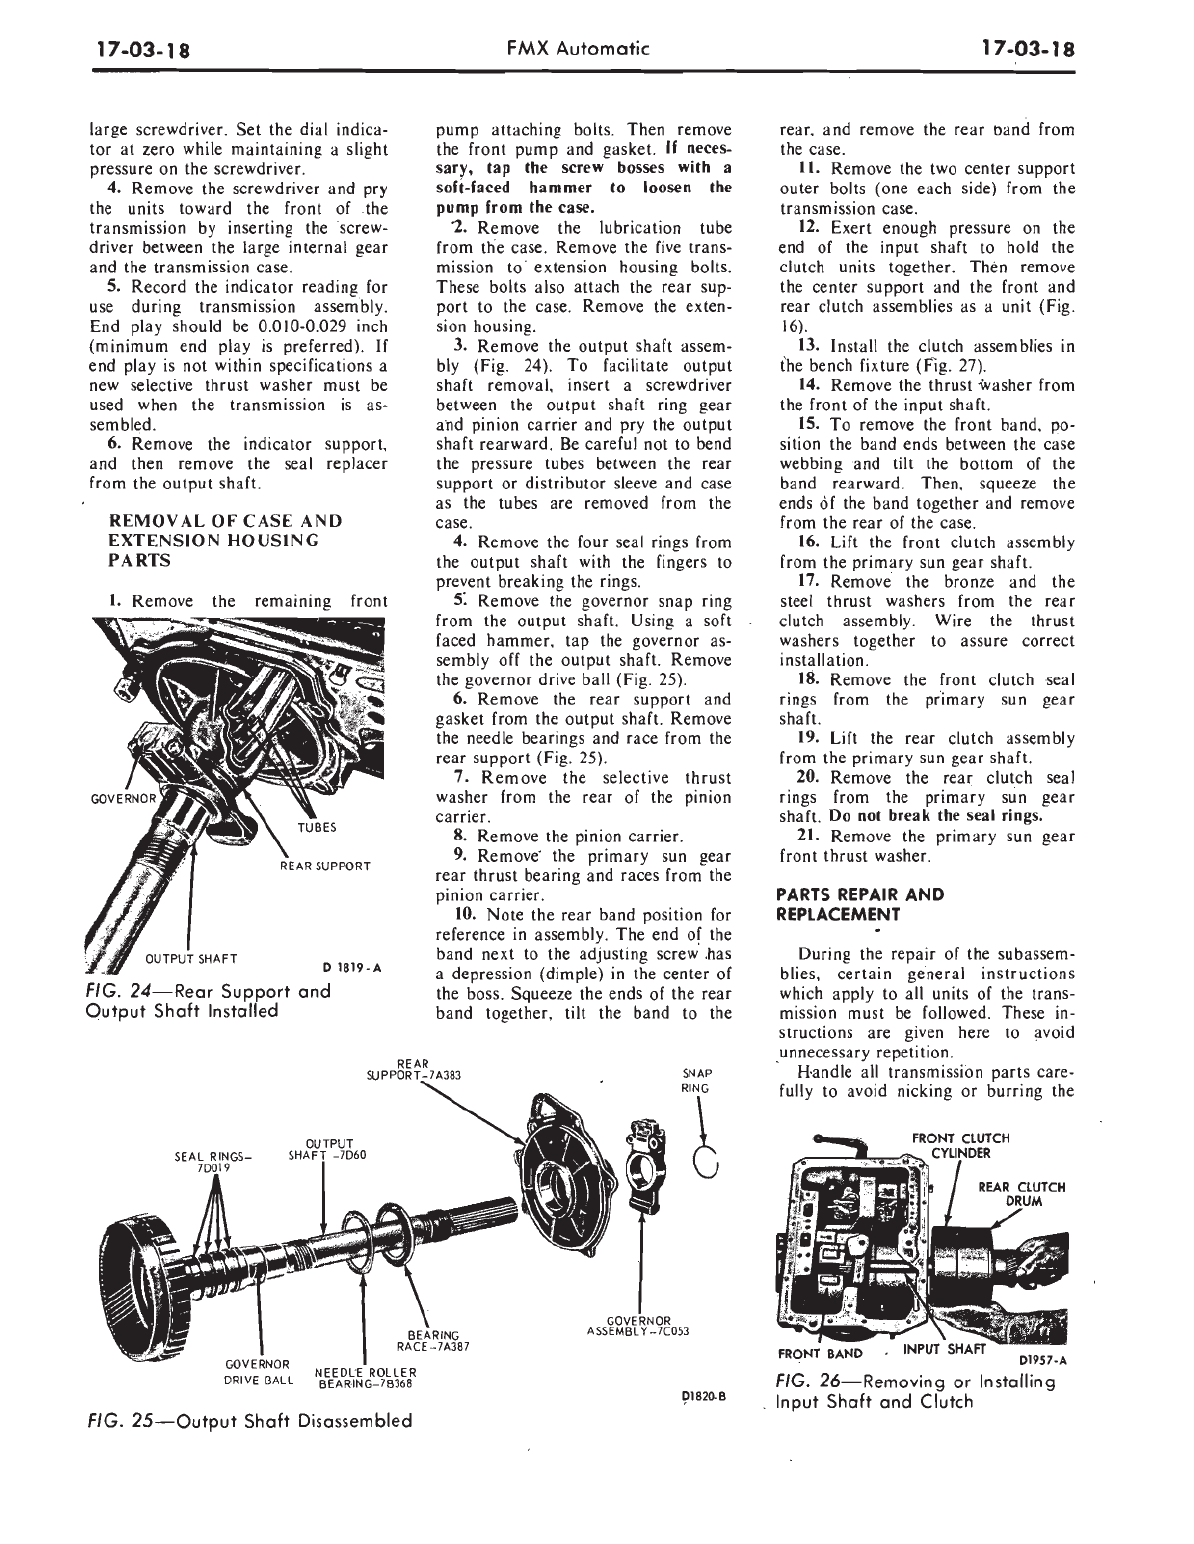 17-03-18
FMX Automatic
17-03-18
large screwdriver. Set the dial indica-
tor at zero while maintaining a slight
pressure on the screwdriver.
4. Remove the screwdriver and pry
the units toward the front of the
transmission by inserting the screw-
driver between the large internal gear
and the transmission case.
5. Record the indicator reading for
use during transmission assembly.
End play should be 0.010-0.029 inch
(minimum end play is preferred). If
end play is not within specifications a
new selective thrust washer must be
used when the transmission is as-
sembled.
6. Remove the indicator support,
and then remove the seal replacer
from the output shaft.
REMOVAL OF CASE AND
EXTENSION HOUSING
PARTS
1. Remove the remaining front
GOVERNOR
TUBES
REAR SUPPORT
OUTPUT SHAFT
D 1819-A
FIG. 24—Rear Support and
Output Shaft Installed
pump attaching bolts. Then remove
the front pump and gasket. If neces-
sary, tap the screw bosses with a
soft-faced hammer to loosen the
pump from the case.
2. Remove the lubrication tube
from the case. Remove the five trans-
mission to extension housing bolts.
These bolts also attach the rear sup-
port to the case. Remove the exten-
sion housing.
3. Remove the output shaft assem-
bly (Fig. 24). To facilitate output
shaft removal, insert a screwdriver
between the output shaft ring gear
and pinion carrier and pry the output
shaft rearward. Be careful not to bend
the pressure tubes between the rear
support or distributor sleeve and case
as the tubes are removed from the
case.
4. Remove the four seal rings from
the output shaft with the fingers to
prevent breaking the rings.
5. Remove the governor snap ring
from the output shaft. Using a soft
faced hammer, tap the governor as-
sembly off the output shaft. Remove
the governor drive ball (Fig. 25).
6. Remove the rear support and
gasket from the output shaft. Remove
the needle bearings and race from the
rear support (Fig. 25).
7. Remove the selective thrust
washer from the rear of the pinion
carrier.
8. Remove the pinion carrier.
9. Remove the primary sun gear
rear thrust bearing and races from the
pinion carrier.
10. Note the rear band position for
reference in assembly. The end of the
band next to the adjusting screw has
a depression (dimple) in the center of
the boss. Squeeze the ends of the rear
band together, tilt the band to the
rear, and remove the rear band from
the case.
11. Remove the two center support
outer bolts (one each side) from the
transmission case.
12. Exert enough pressure on the
end of the input shaft to hold the
clutch units together. Then remove
the center support and the front and
rear clutch assemblies as a unit (Fig.
16).
13. Install the clutch assemblies in
the bench fixture (Fig. 27).
14. Remove the thrust washer from
the front of the input shaft.
15. To remove the front band, po-
sition the band ends between the case
webbing and tilt the bottom of the
band rearward. Then, squeeze the
ends of the band together and remove
from the rear of the case.
16. Lift the front clutch assembly
from the primary sun gear shaft.
17. Remove the bronze and the
steel thrust washers from the rear
clutch assembly. Wire the thrust
washers together to assure correct
installation.
18. Remove the front clutch seal
rings from the primary sun gear
shaft.
19. Lift the rear clutch assembly
from the primary sun gear shaft.
20. Remove the rear clutch seal
rings from the primary sun gear
shaft. Do not break the seal rings.
21. Remove the primary sun gear
front thrust washer.
PARTS REPAIR AND
REPLACEMENT
During the repair of the subassem-
blies, certain general instructions
which apply to all units of the trans-
mission must be followed. These in-
structions are given here to avoid
unnecessary repetition.
Handle all transmission parts care-
fully to avoid nicking or burring the
REAR
SUPPORT–7A383
SNAP
RING
OUTPUT
SHAFT –7D60
SEAL RINGS–
7D019
GOVERNOR
ASSEMBLY–7C053
BEARING
RACE–7A387
GOVERNOR
DRIVE BALL
NEEDLE ROLLER
BEARING–7B368
D1820-B
FIG. 25—Output Shaft Disassembled
FRONT CLUTCH
CYLINDER
REAR CLUTCH
DRUM
FRONT BAND
INPUT SHAFT
D1957-A
FIG. 26—Removing or Installing
Input Shaft and Clutch